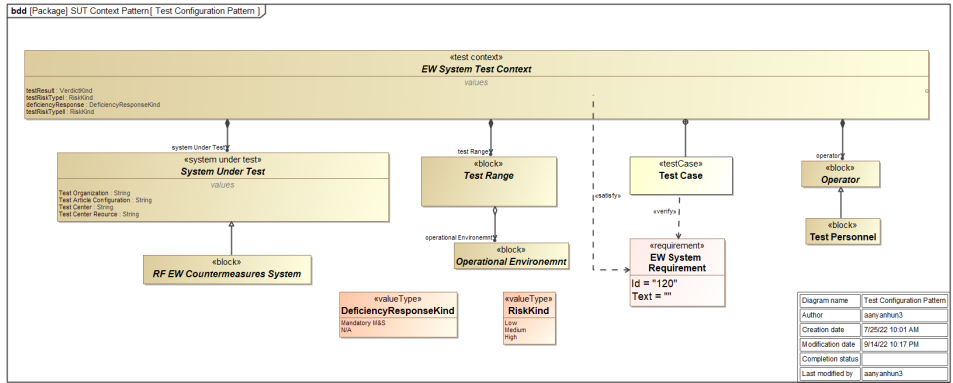 bdd [Package] SUT Context Pattern[ Test Configuration Pattern ]
«test context»
EW System Test Context
values
testResult : VerdictKind
testRiskTypeI : RiskKind
deficiencyResponse : DeficiencyResponseKind
testRiskTypeII : RiskKind
system Under Test
test Range
operator
«system under test»
System Under Test
values
Test Organization : String
Test Article Configuration : String
Test Center : String
Test Center Reource : String
«block»
Test Range
«testCase»
Test Case
«block»
Operator
«satisfy»
«verify»
operational Environemnt
«block»
Test Personnel
«block»
RF EW Countermeasures System
«block»
Operational Environemnt
«requirement»
EW System
Requirement
Id = "120"
Text = ""
«valueType»
DeficiencyResponseKind
Mandatory M&S
N/A
«valueType»
RiskKind
Low
Medium
High
Diagram name Test Configuration Pattern
Author aanyanhun3
Creation date 7/25/22 10:01 AM
Modification date 9/14/22 10:17 PM
Completion status
Last modified by aanyanhun3